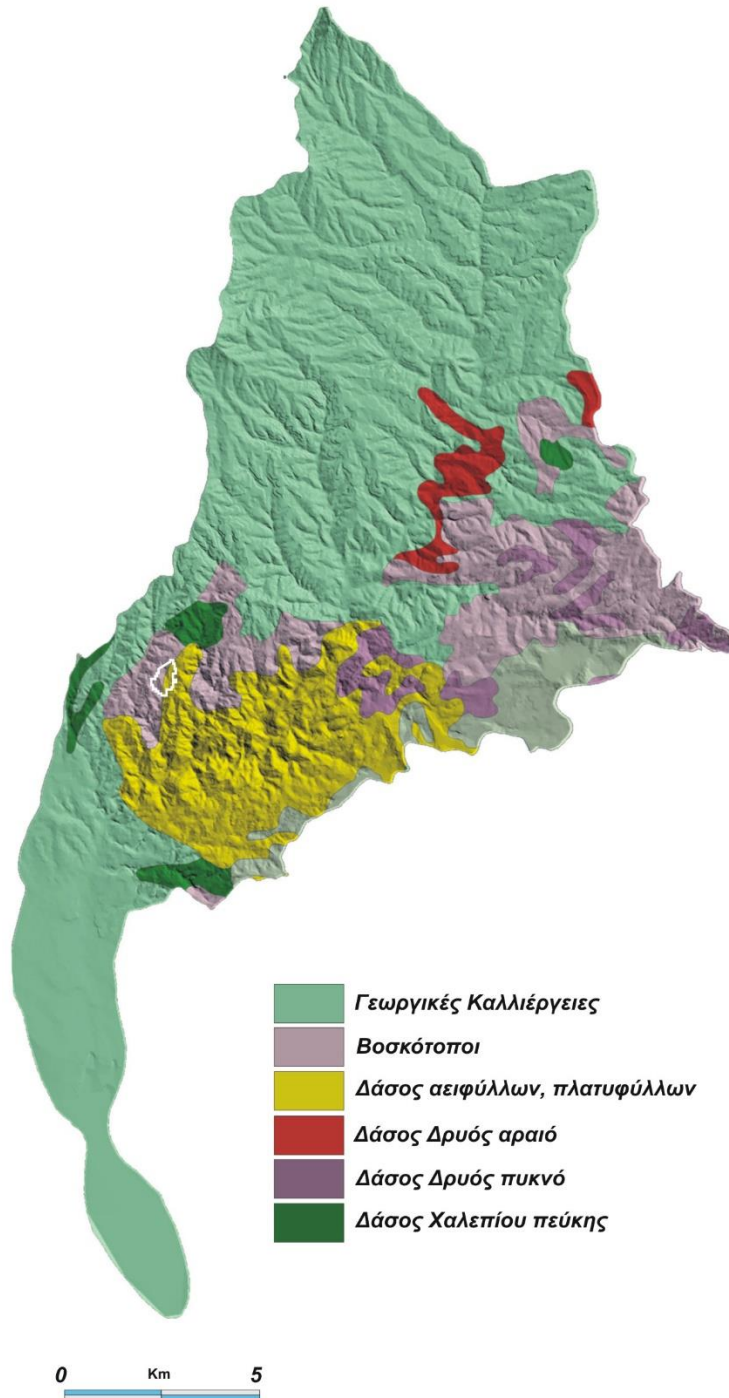 Γεωργικές Καλλιέργειες
Βοσκότοποι
Δάσος αειφύλλων, πλατυφύλλων
Δάσος Δρυός αραιό
Δάσος Δρυός πυκνό
Δάσος Χαλεπίου πεύκης
0 Km 5